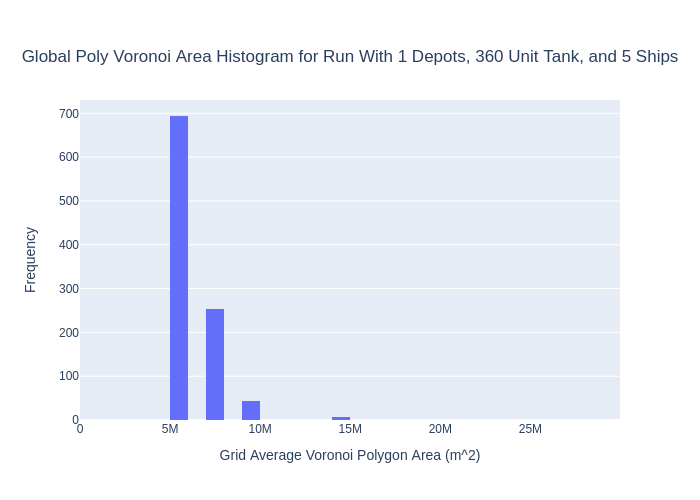 Global Poly Voronoi Area Histogram for Run With 1 Depots, 360 Unit Tank, and 5 Ships
700
600
500
400
300
200
100
0
Frequency
0 5M 10M 15M 20M 25M
Grid Average Voronoi Polygon Area (m^2)